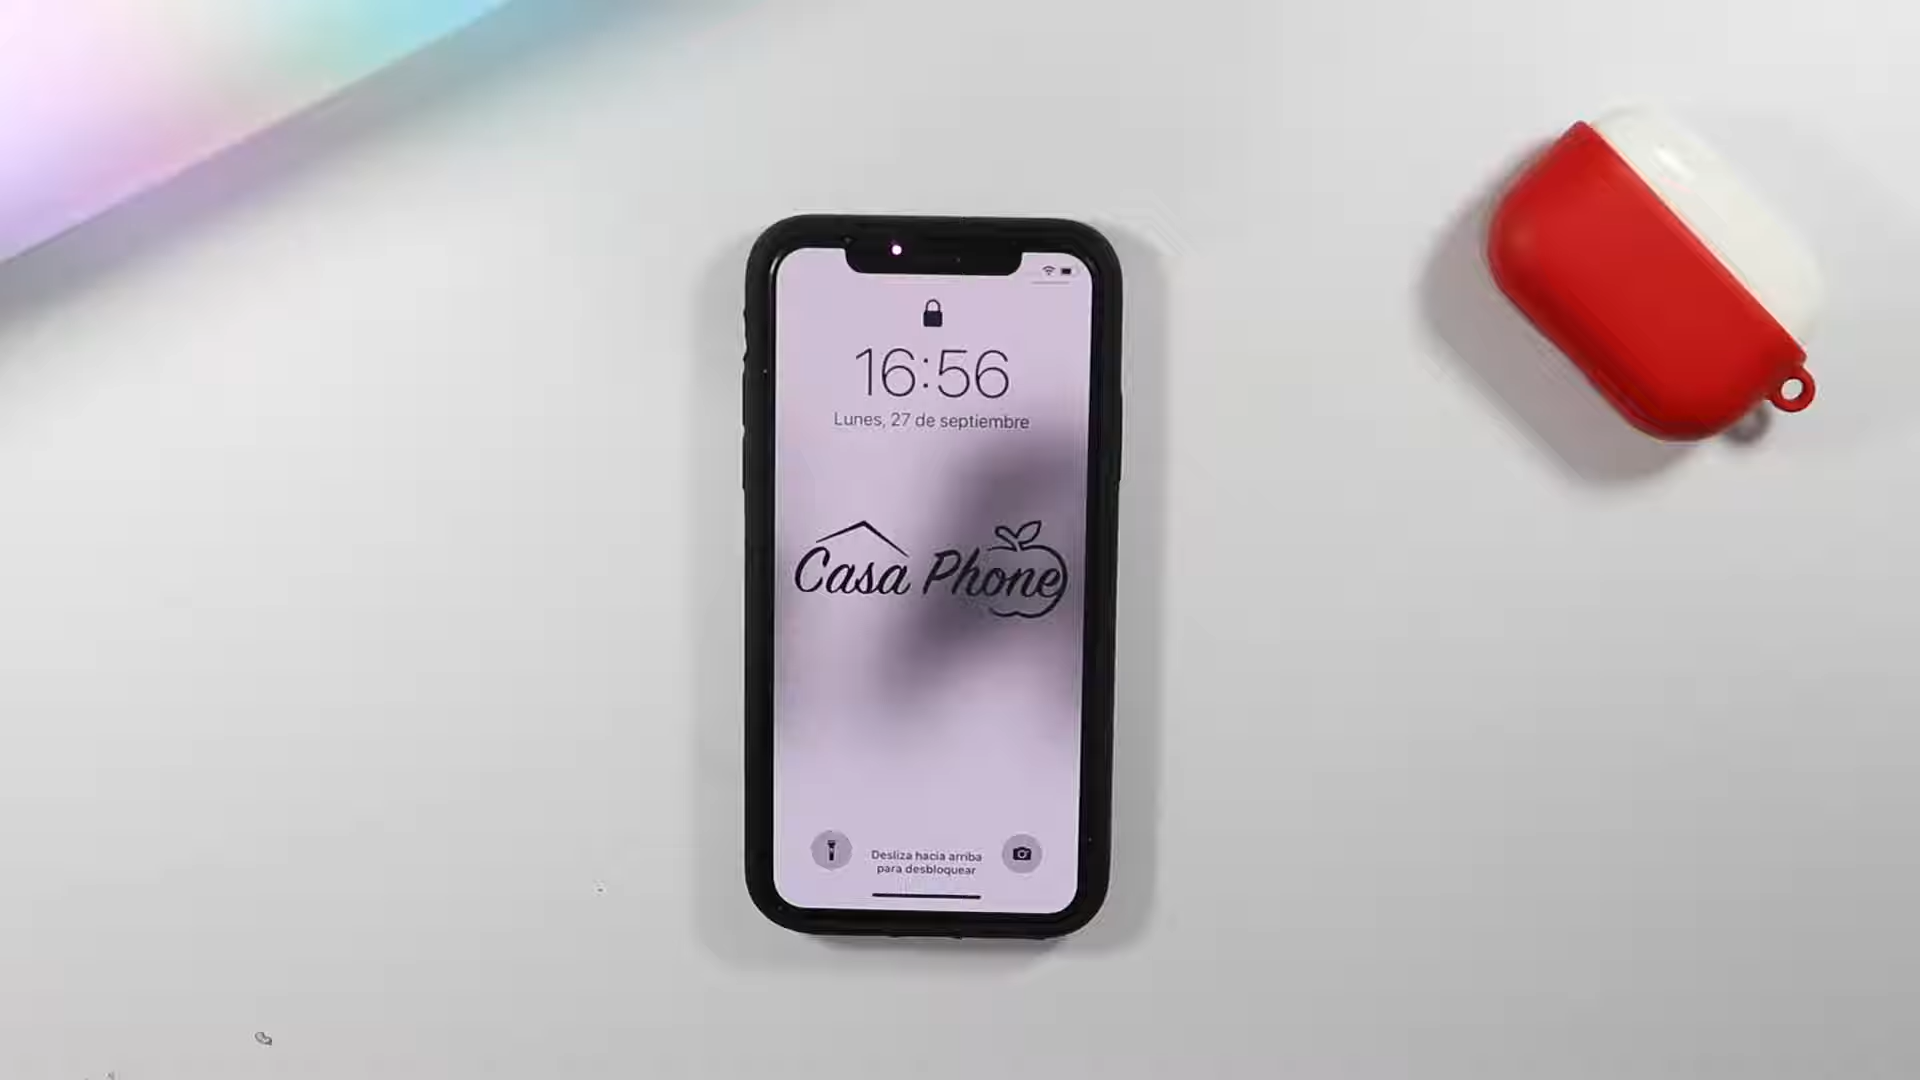 16:56
Lunes, 27 de septiembre
Casa Phone
Desliza hacia arriba
para desbloquear